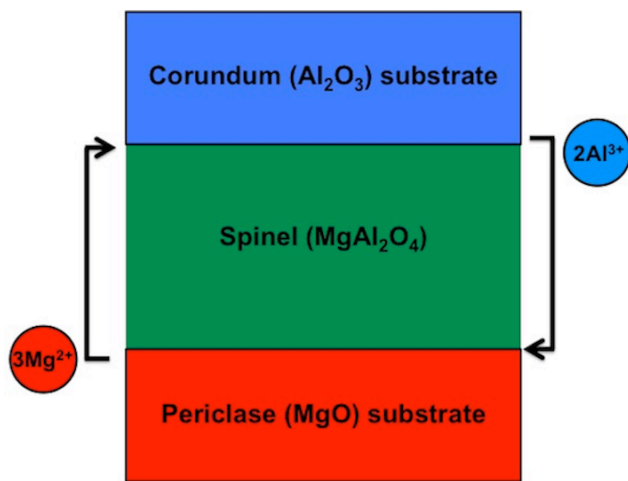 Corundum (Al₂O₃) substrate
2Al³⁺
Spinel (MgAl₂O₄)
3Mg²⁺
Periclase (MgO) substrate